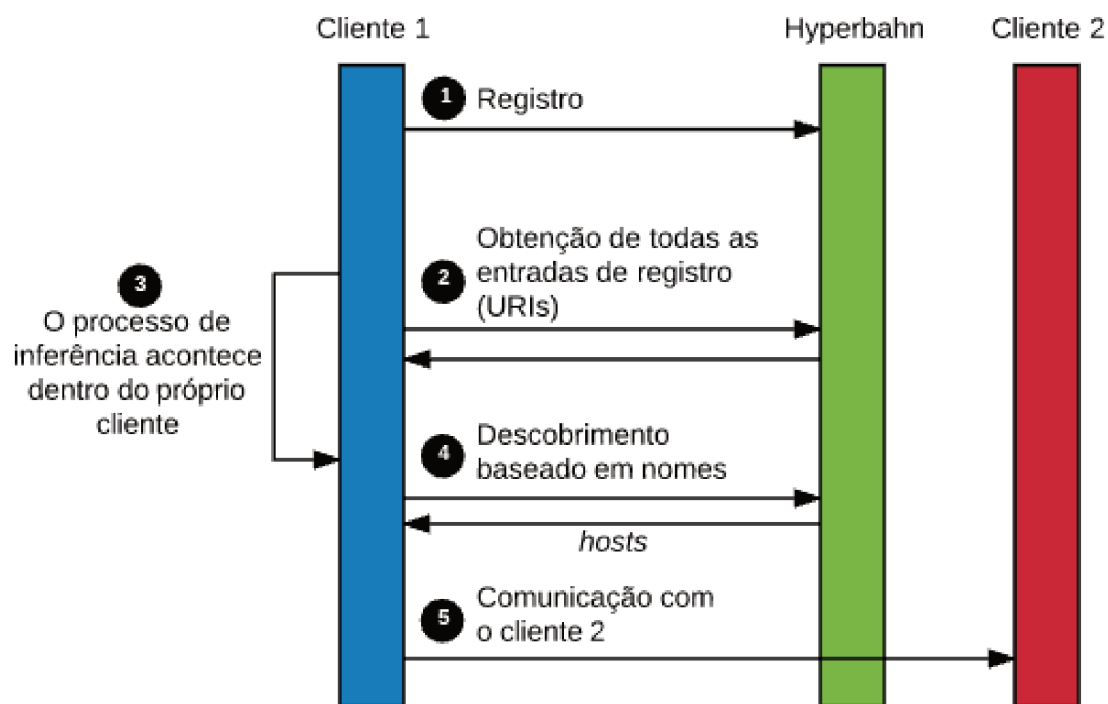 Cliente 1
Hyperbahn
Cliente 2
1
Registro
2
Obtenção de todas as
entradas de registro
(URIs)
3
O processo de
inferência acontece
dentro do próprio
cliente
4
Descobrimento
baseado em nomes
hosts
5
Comunicação com
o cliente 2